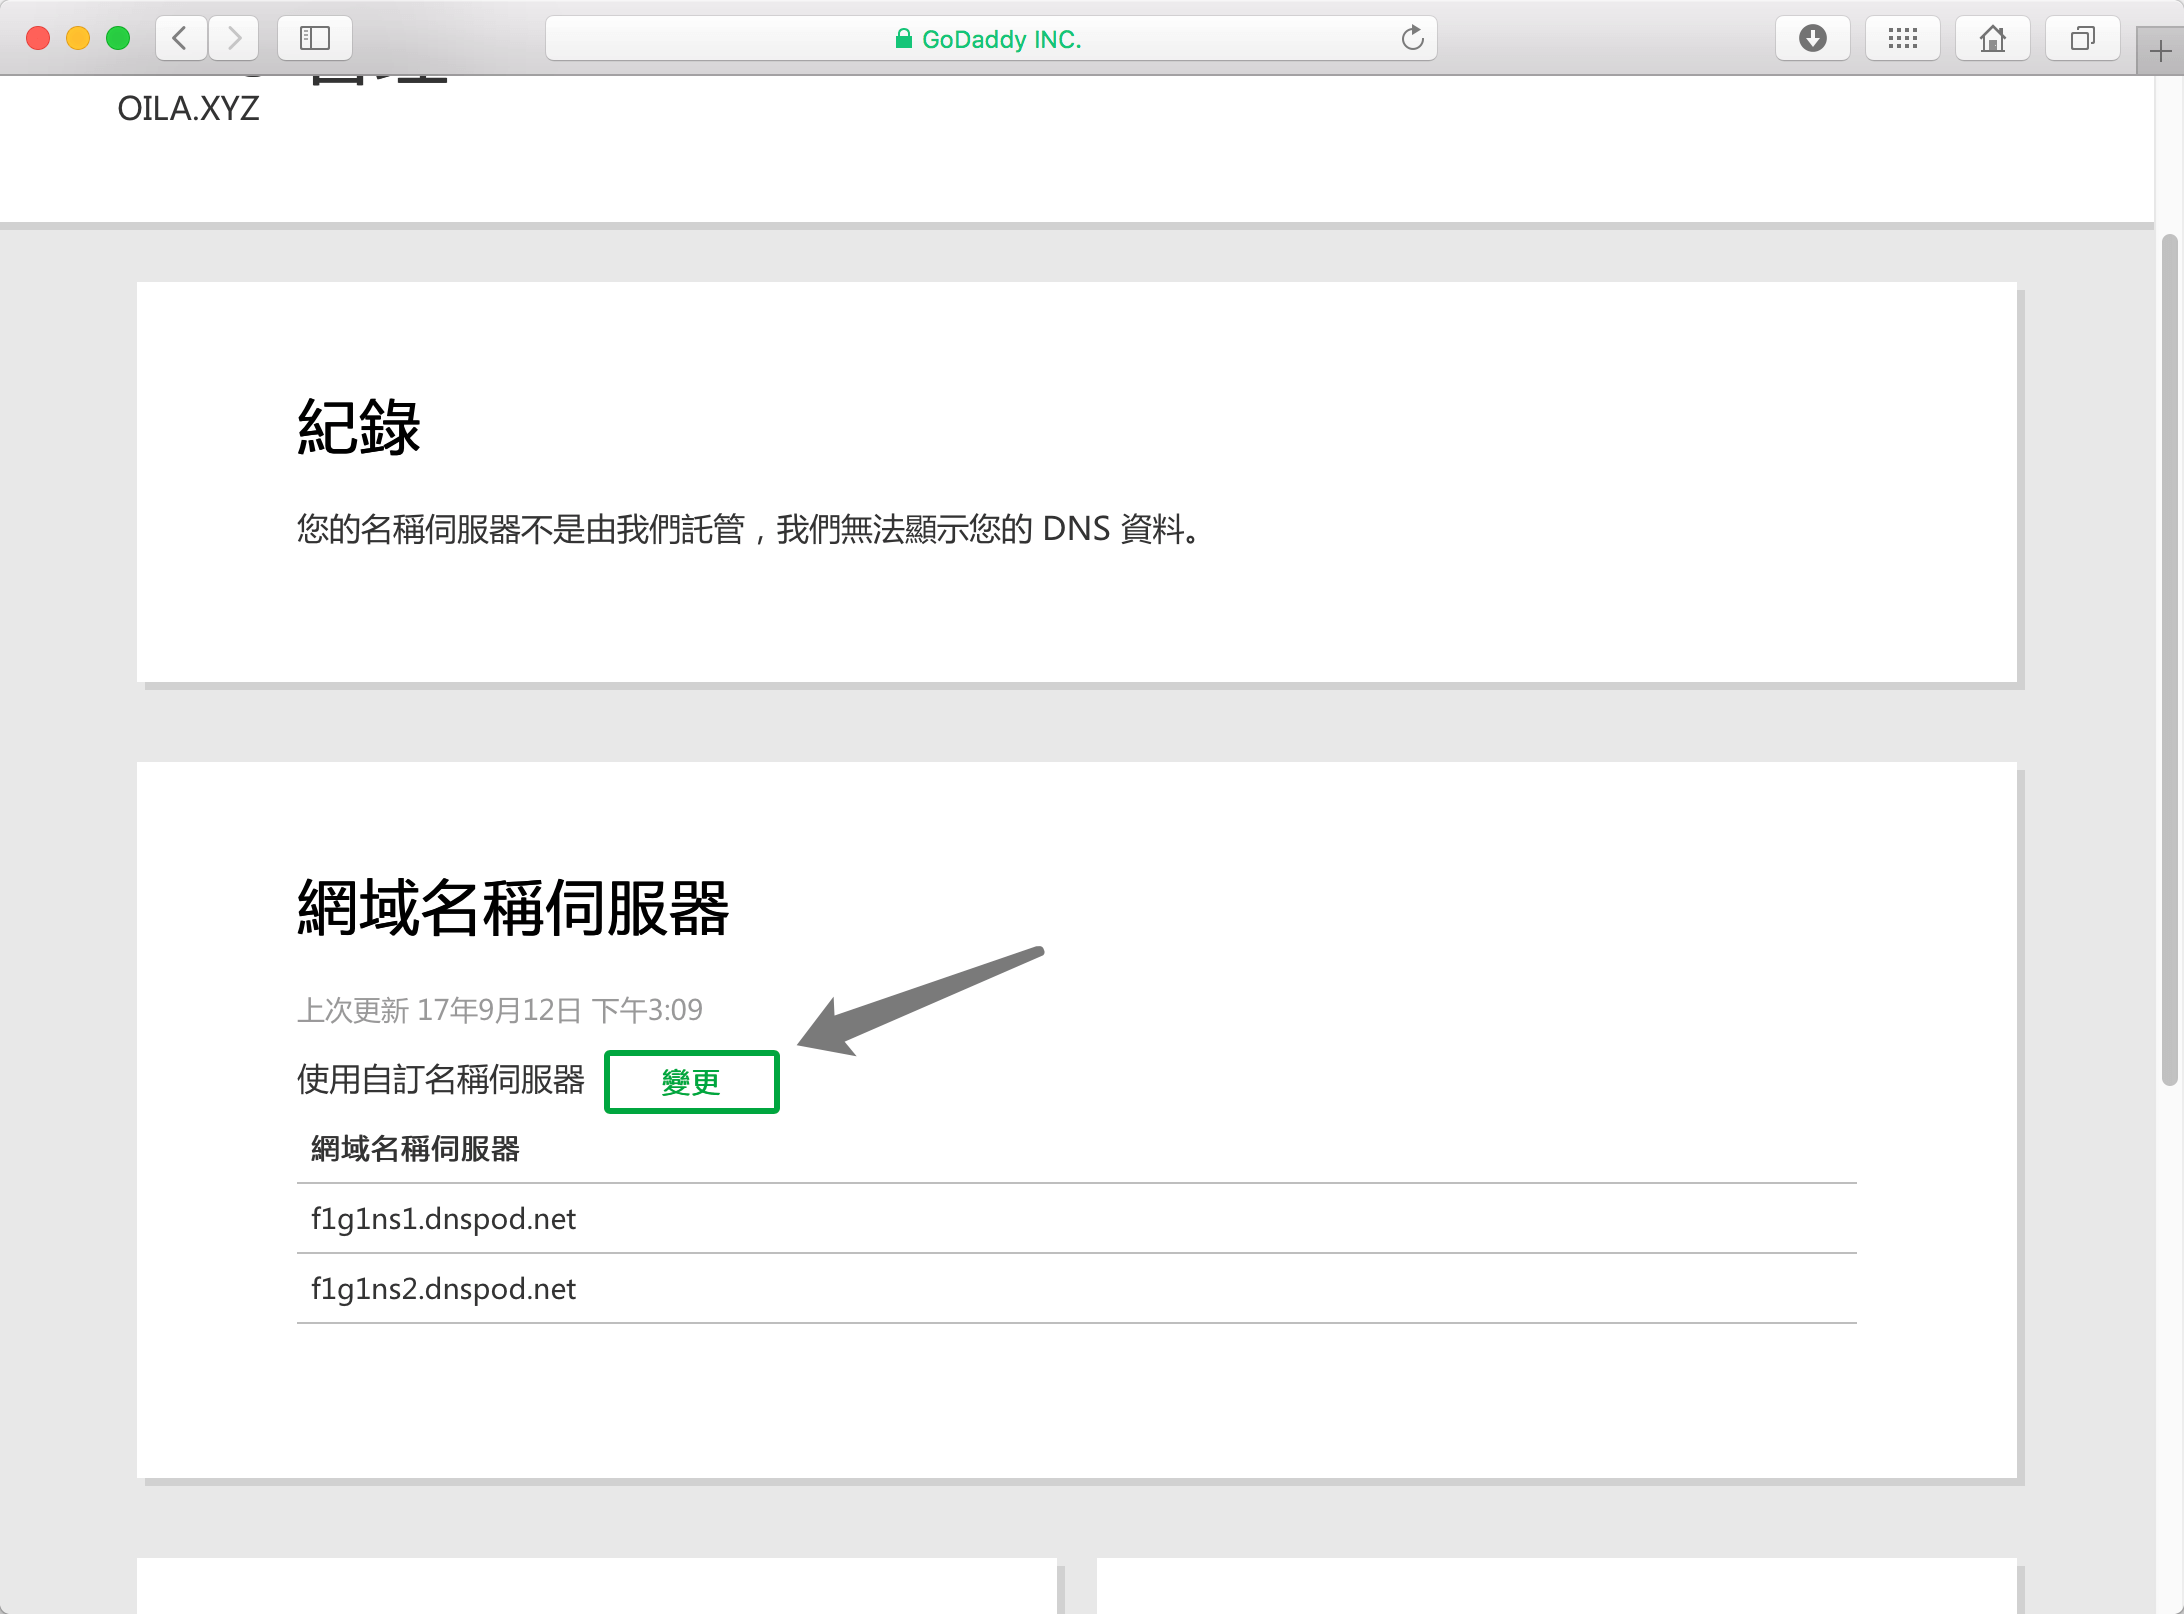 GoDaddy INC.
OILA.XYZ
紀錄
您的名稱伺服器不是由我們託管，我們無法顯示您的 DNS 資料。
網域名稱伺服器
上次更新 17年9月12日 下午3:09
使用自訂名稱伺服器 變更
網域名稱伺服器
f1g1ns1.dnspod.net
f1g1ns2.dnspod.net